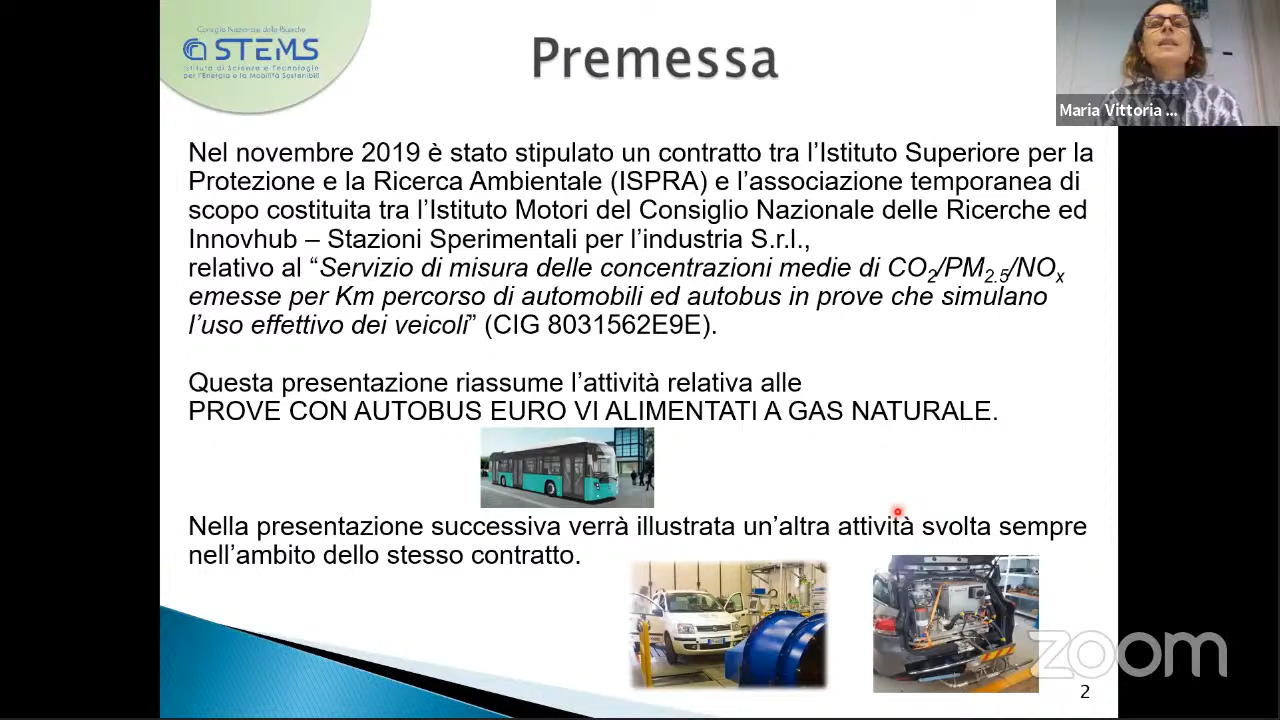 Consiglio Nazionale delle Ricerche
STEMS
Istituto di Scienze e Tecnologie
per l'Energia e la Mobilità Sostenibili
Premessa
Maria Vittoria ...
Nel novembre 2019 è stato stipulato un contratto tra l’Istituto Superiore per la
Protezione e la Ricerca Ambientale (ISPRA) e l’associazione temporanea di
scopo costituita tra l’Istituto Motori del Consiglio Nazionale delle Ricerche ed
Innovhub – Stazioni Sperimentali per l’industria S.r.l.,
relativo al “Servizio di misura delle concentrazioni medie di CO2/PM2.5/NOx
emesse per Km percorso di automobili ed autobus in prove che simulano
l’uso effettivo dei veicoli” (CIG 8031562E9E).
Questa presentazione riassume l’attività relativa alle
PROVE CON AUTOBUS EURO VI ALIMENTATI A GAS NATURALE.
Nella presentazione successiva verrà illustrata un’altra attività svolta sempre
nell’ambito dello stesso contratto.
zoom
2